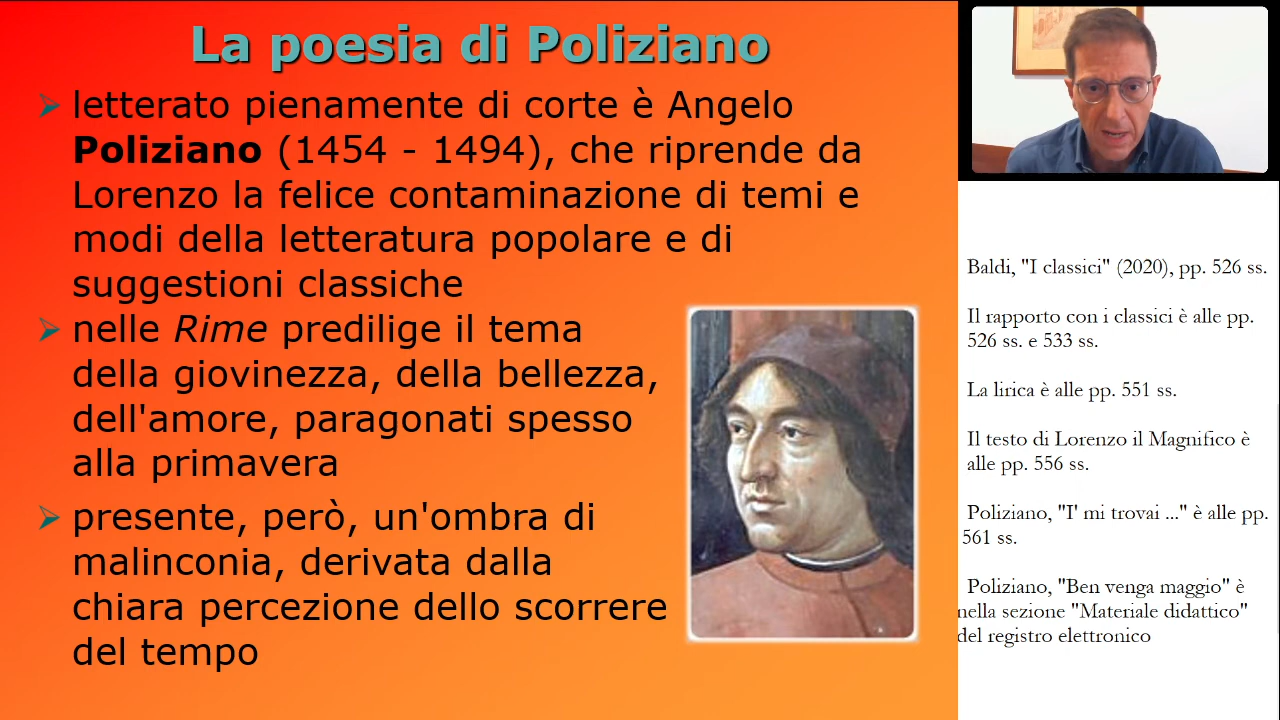 La poesia di Poliziano
letterato pienamente di corte è Angelo
Poliziano (1454 - 1494), che riprende da
Lorenzo la felice contaminazione di temi e
modi della letteratura popolare e di
suggestioni classiche
nelle Rime predilige il tema
della giovinezza, della bellezza,
dell'amore, paragonati spesso
alla primavera
presente, però, un'ombra di
malinconia, derivata dalla
chiara percezione dello scorrere
del tempo
Baldi, "I classici" (2020), pp. 526 ss.
Il rapporto con i classici è alle pp.
526 ss. e 533 ss.
La lirica è alle pp. 551 ss.
Il testo di Lorenzo il Magnifico è
alle pp. 556 ss.
Poliziano, "I' mi trovai ..." è alle pp.
561 ss.
Poliziano, "Ben venga maggio" è
nella sezione "Materiale didattico"
del registro elettronico